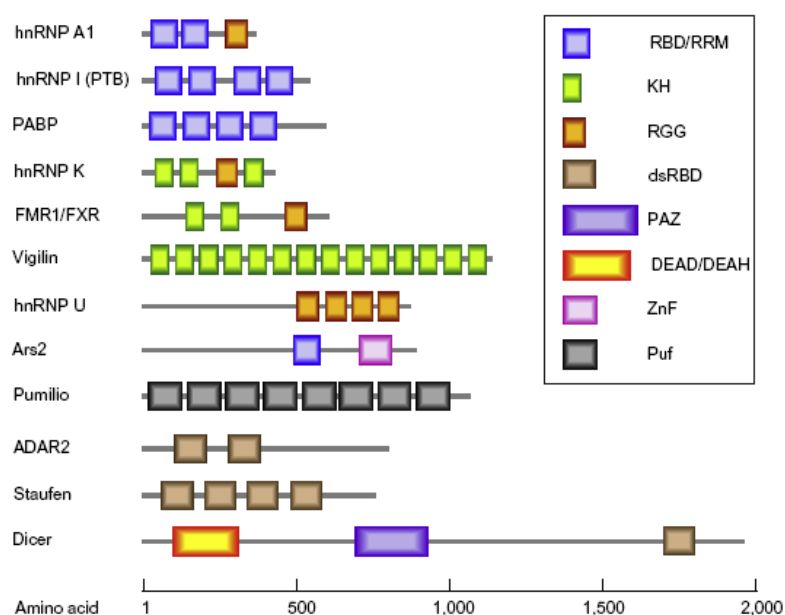 hnRNP A1
hnRNP I (PTB)
PABP
hnRNP K
FMR1/FXR
Vigilin
hnRNP U
Ars2
Pumilio
ADAR2
Staufen
Dicer
RBD/RRM
KH
RGG
dsRBD
PAZ
DEAD/DEAH
ZnF
Puf
Amino acid 1 500 1,000 1,500 2,000